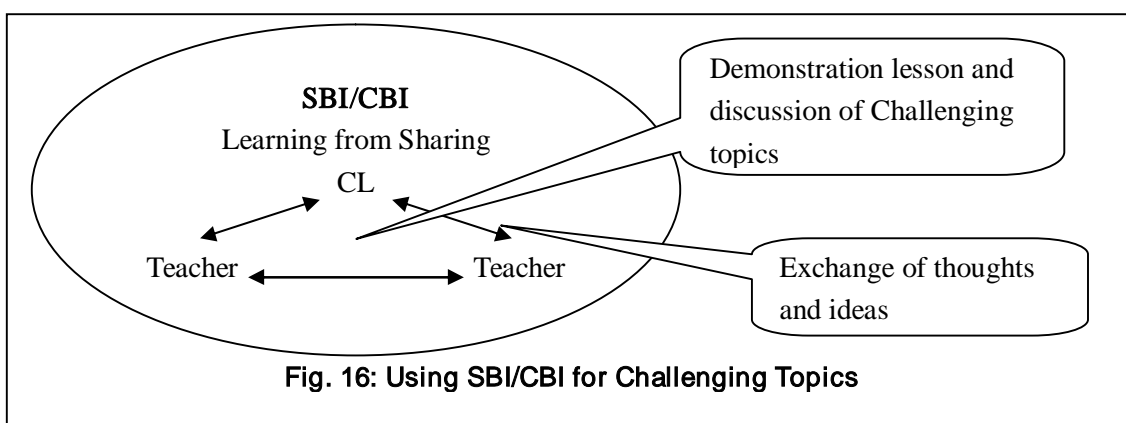 SBI/CBI
Learning from Sharing
CL
Teacher
Teacher
Demonstration lesson and
discussion of Challenging
topics
Exchange of thoughts
and ideas
Fig. 16: Using SBI/CBI for Challenging Topics